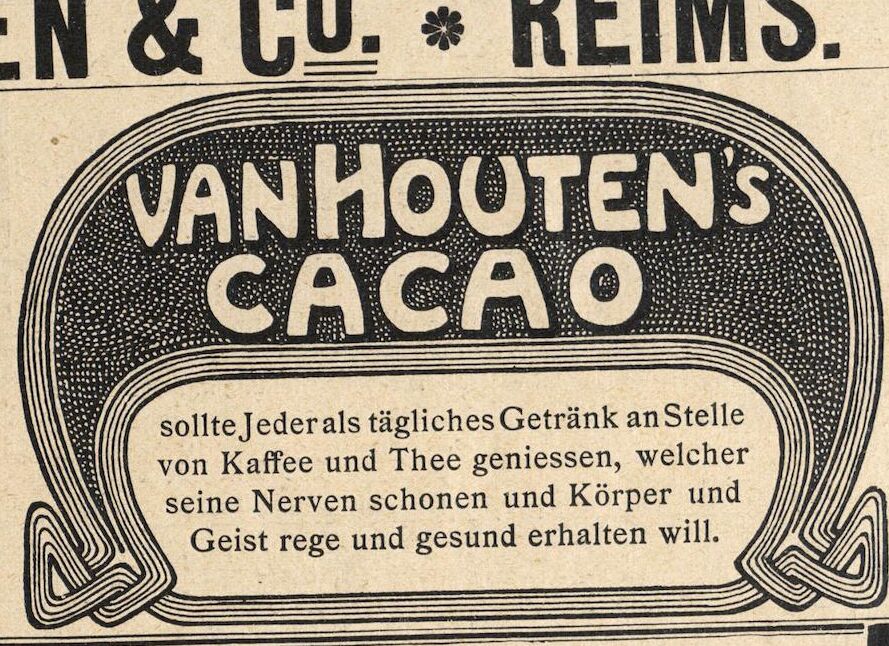 EN & Co. REIMS.
VAN HOUTEN'S
CACAO
sollte Jeder als tägliches Getränk an Stelle
von Kaffee und Thee geniessen, welcher
seine Nerven schonen und Körper und
Geist rege und gesund erhalten will.